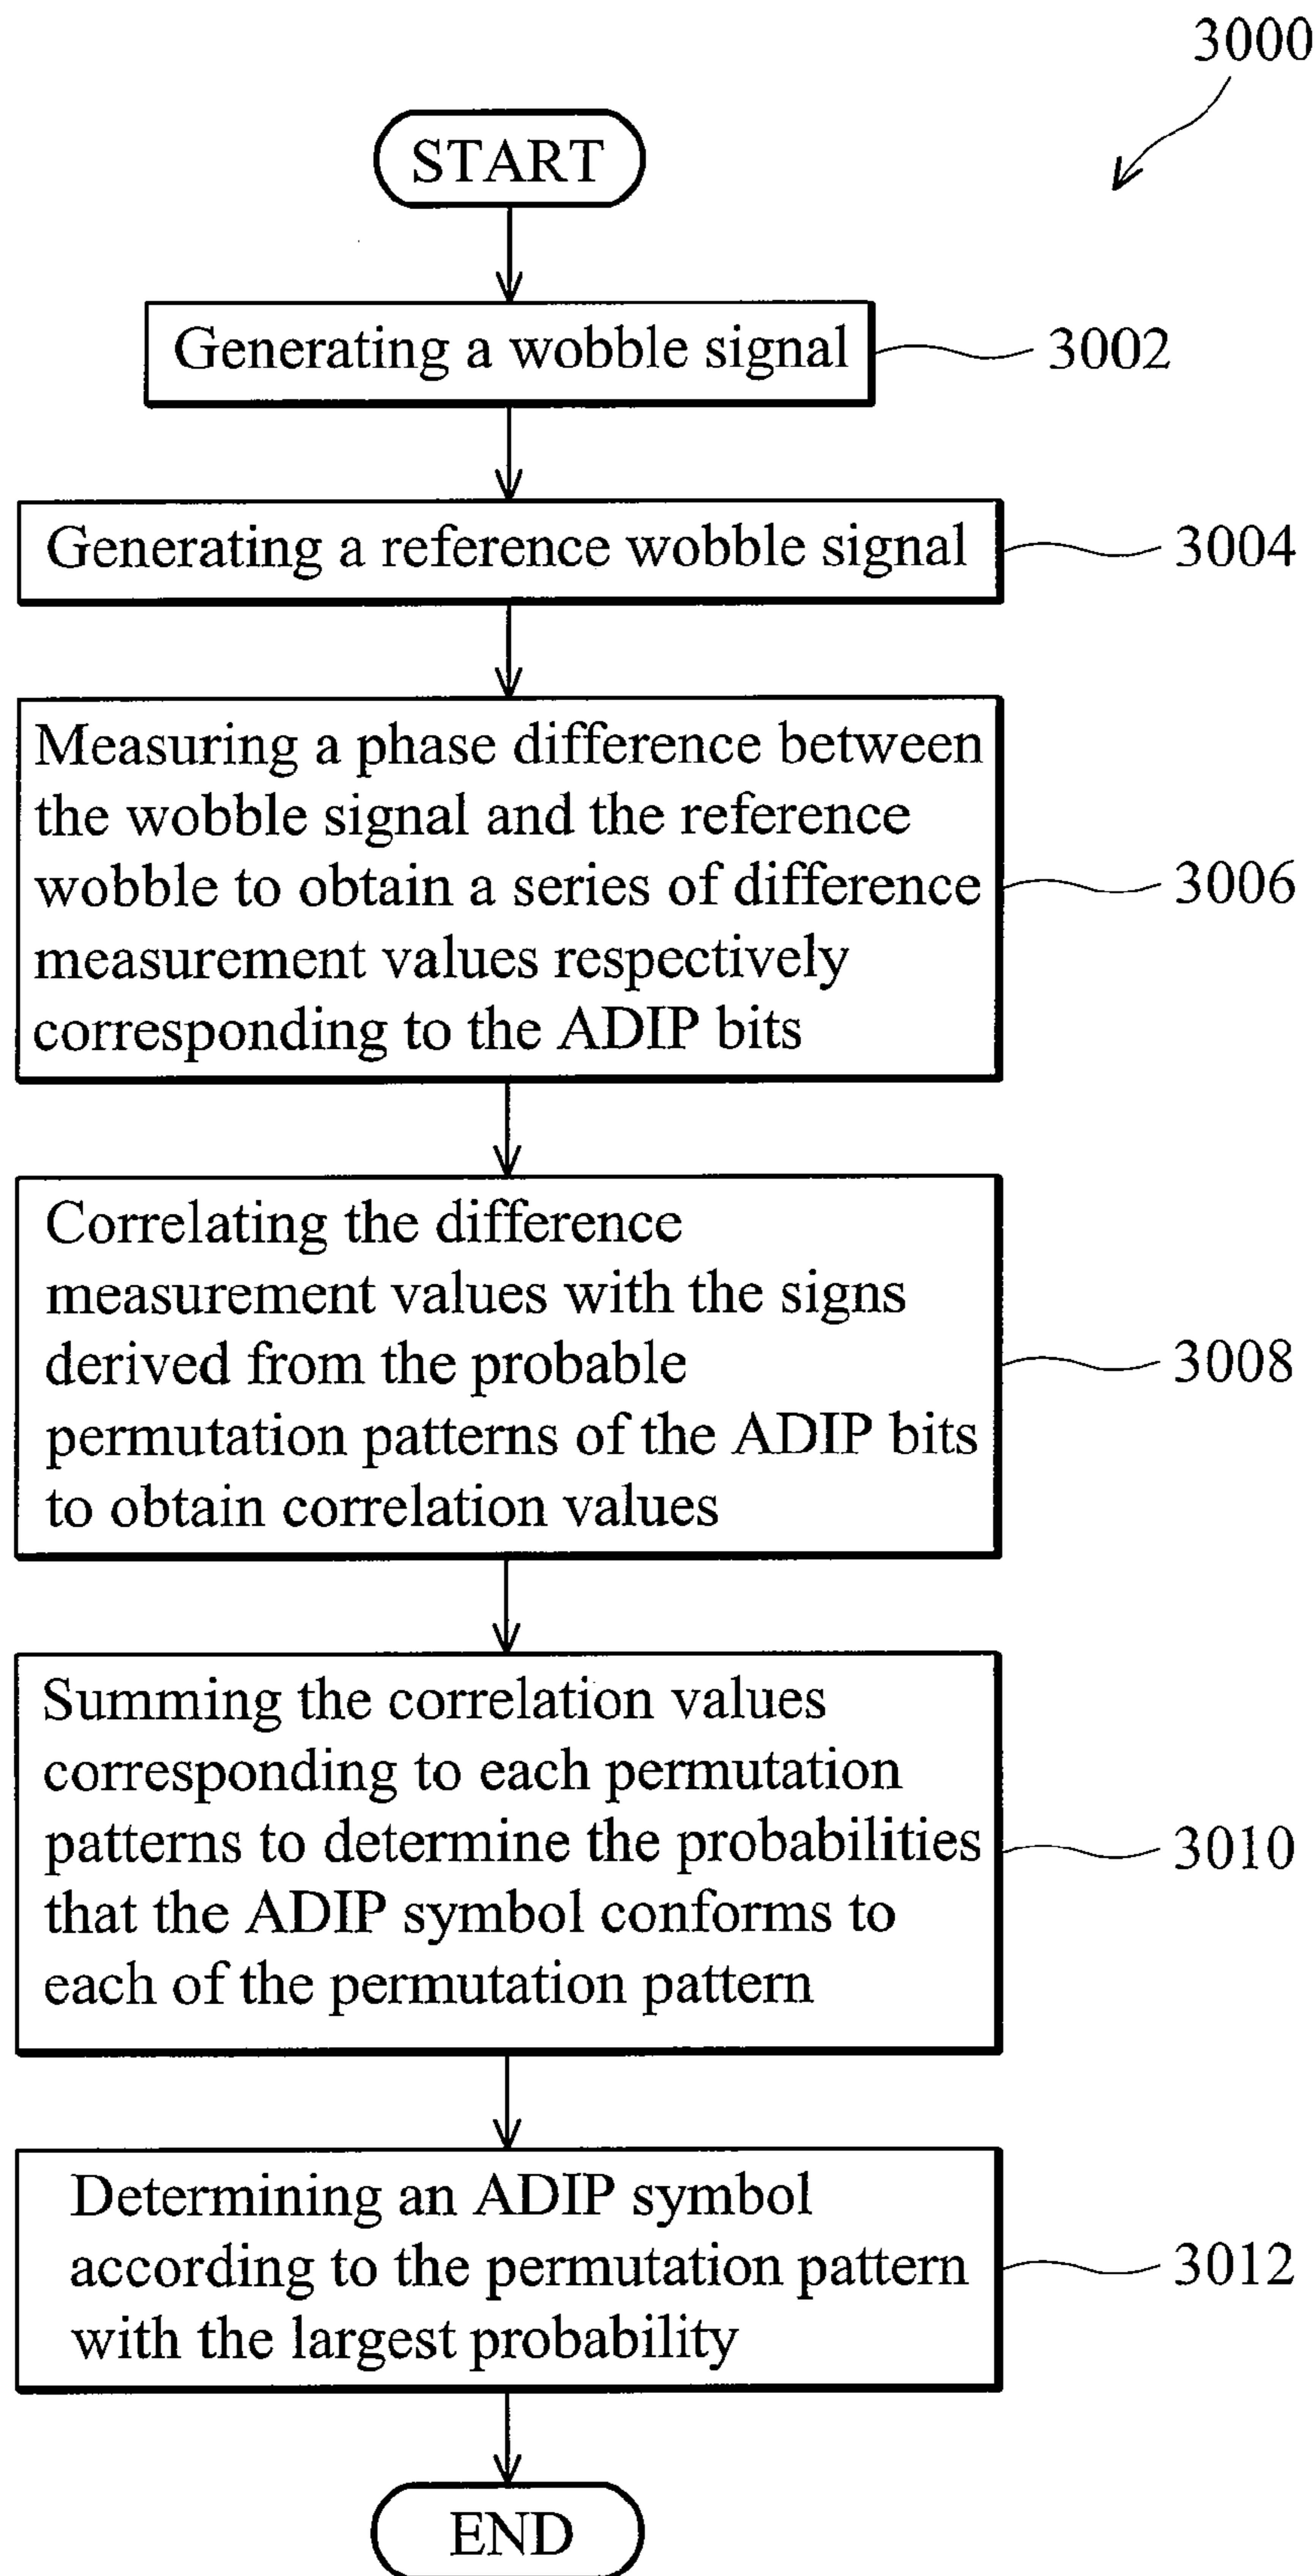 3000
START
Generating a wobble signal
3002
Generating a reference wobble signal
3004
Measuring a phase difference between
the wobble signal and the reference
wobble to obtain a series of difference
measurement values respectively
corresponding to the ADIP bits
3006
Correlating the difference
measurement values with the signs
derived from the probable
permutation patterns of the ADIP bits
to obtain correlation values
3008
Summing the correlation values
corresponding to each permutation
patterns to determine the probabilities
that the ADIP symbol conforms to
each of the permutation pattern
3010
Determining an ADIP symbol
according to the permutation pattern
with the largest probability
3012
END